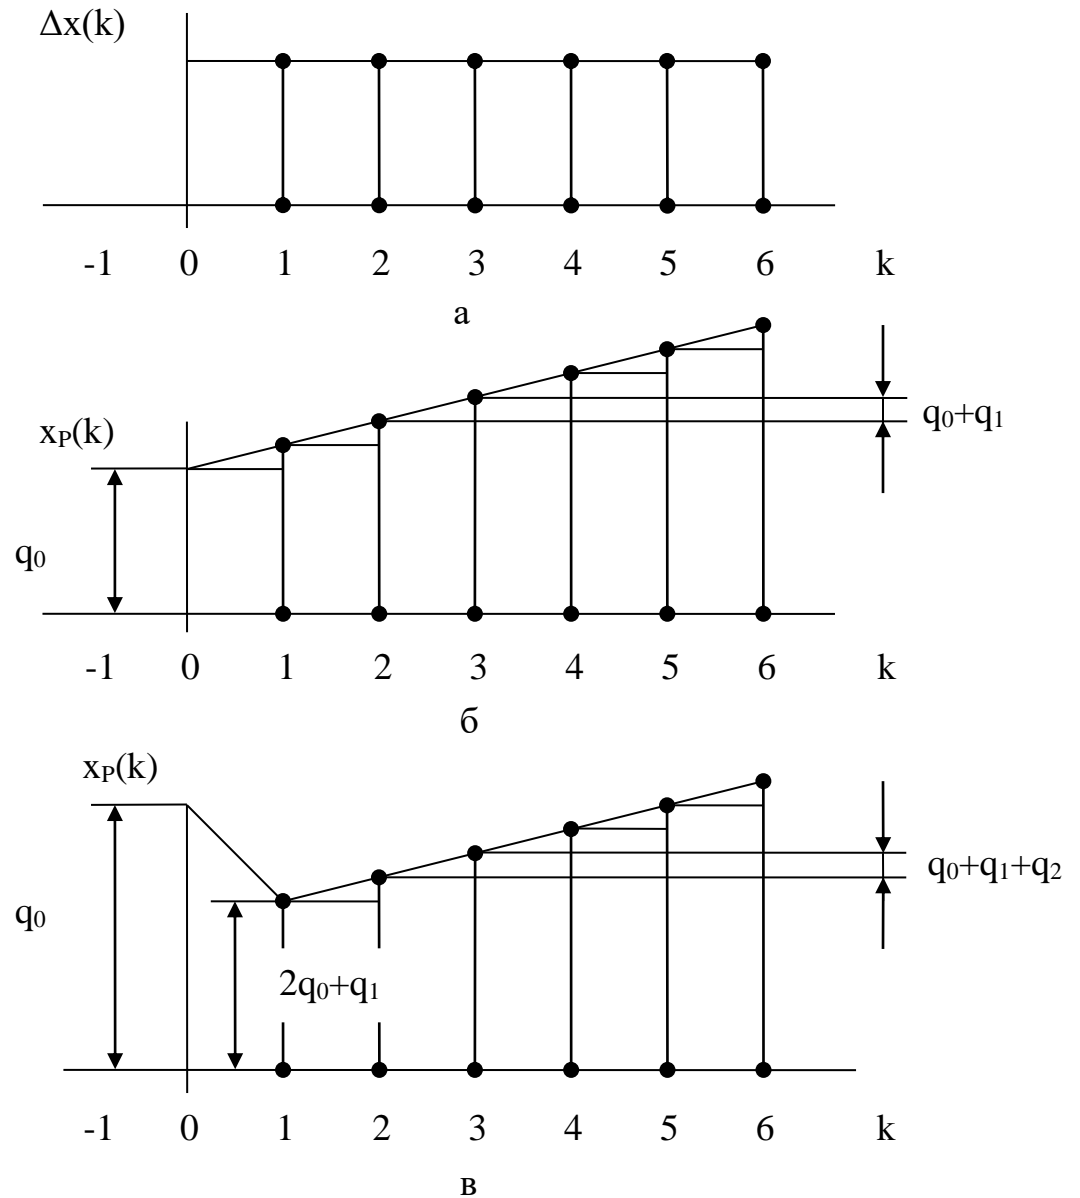 Δx(k)
-1 0 1 2 3 4 5 6 k
а
xP(k)
q0+q1
q0
-1 0 1 2 3 4 5 6 k
б
xP(k)
q0+q1+q2
q0
2q0+q1
-1 0 1 2 3 4 5 6 k
в